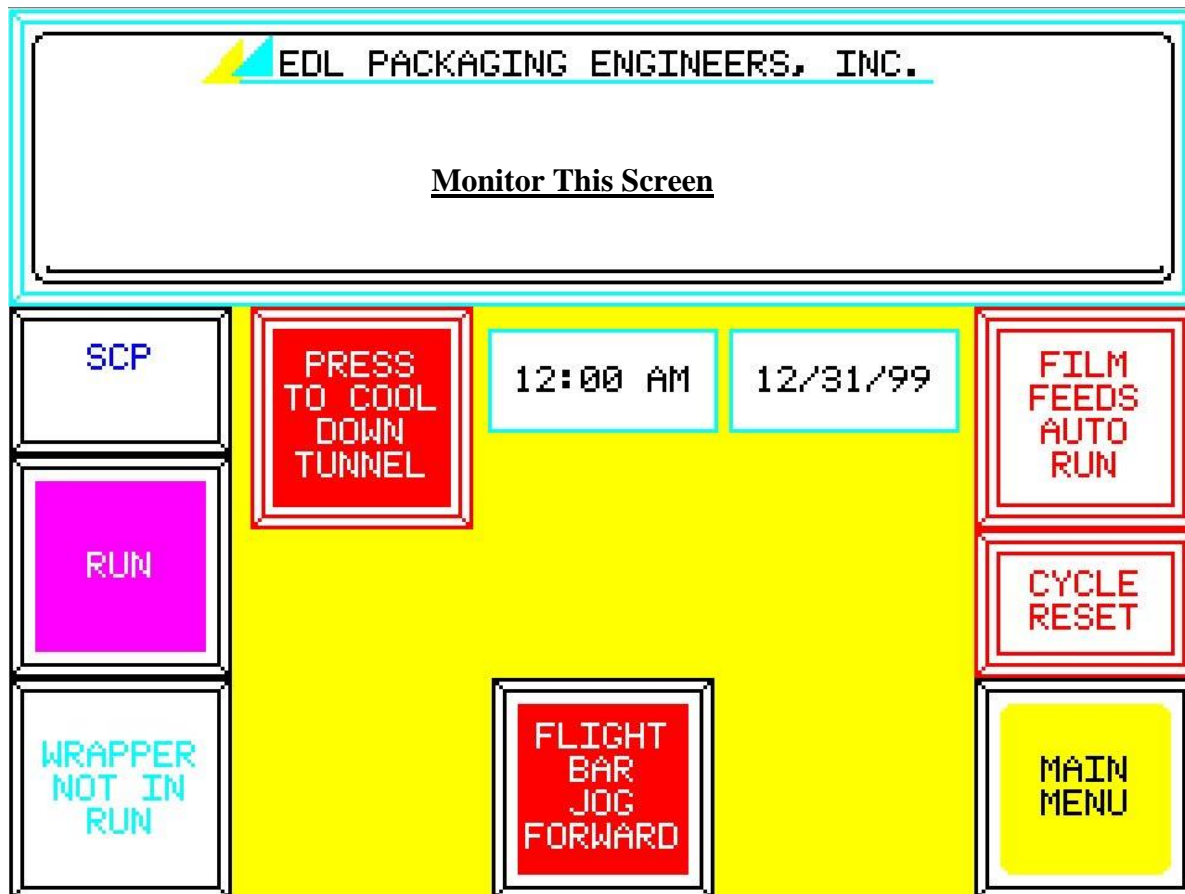 EDL PACKAGING ENGINEERS, INC.
Monitor This Screen
SCP
PRESS
TO COOL
DOWN
TUNNEL
12:00 AM
12/31/99
FILM
FEEDS
AUTO
RUN
RUN
CYCLE
RESET
WRAPPER
NOT IN
RUN
FLIGHT
BAR
JOG
FORWARD
MAIN
MENU